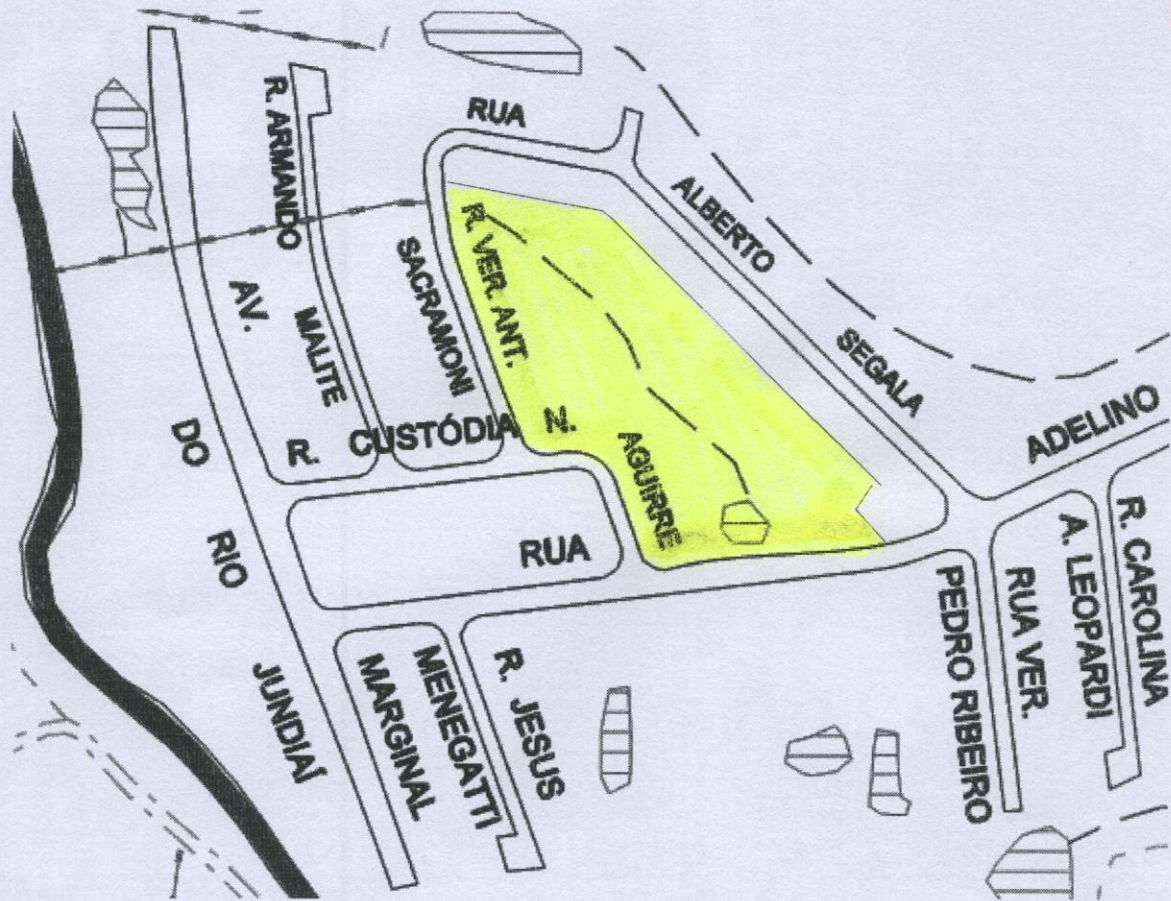 RUA
ALBERTO
SEGALA
ADELINO
R. ARMANDO
MALITE
SACRAMONI
R. VER. ANT.
AGUIRRE
AV.
R. CUSTÓDIA N.
RUA
DO
RIO
JUNDIAÍ
MARGINAL
MENEGATTI
R. JESUS
PEDRO RIBEIRO
RUA VER.
A. LEOPARDI
R. CAROLINA